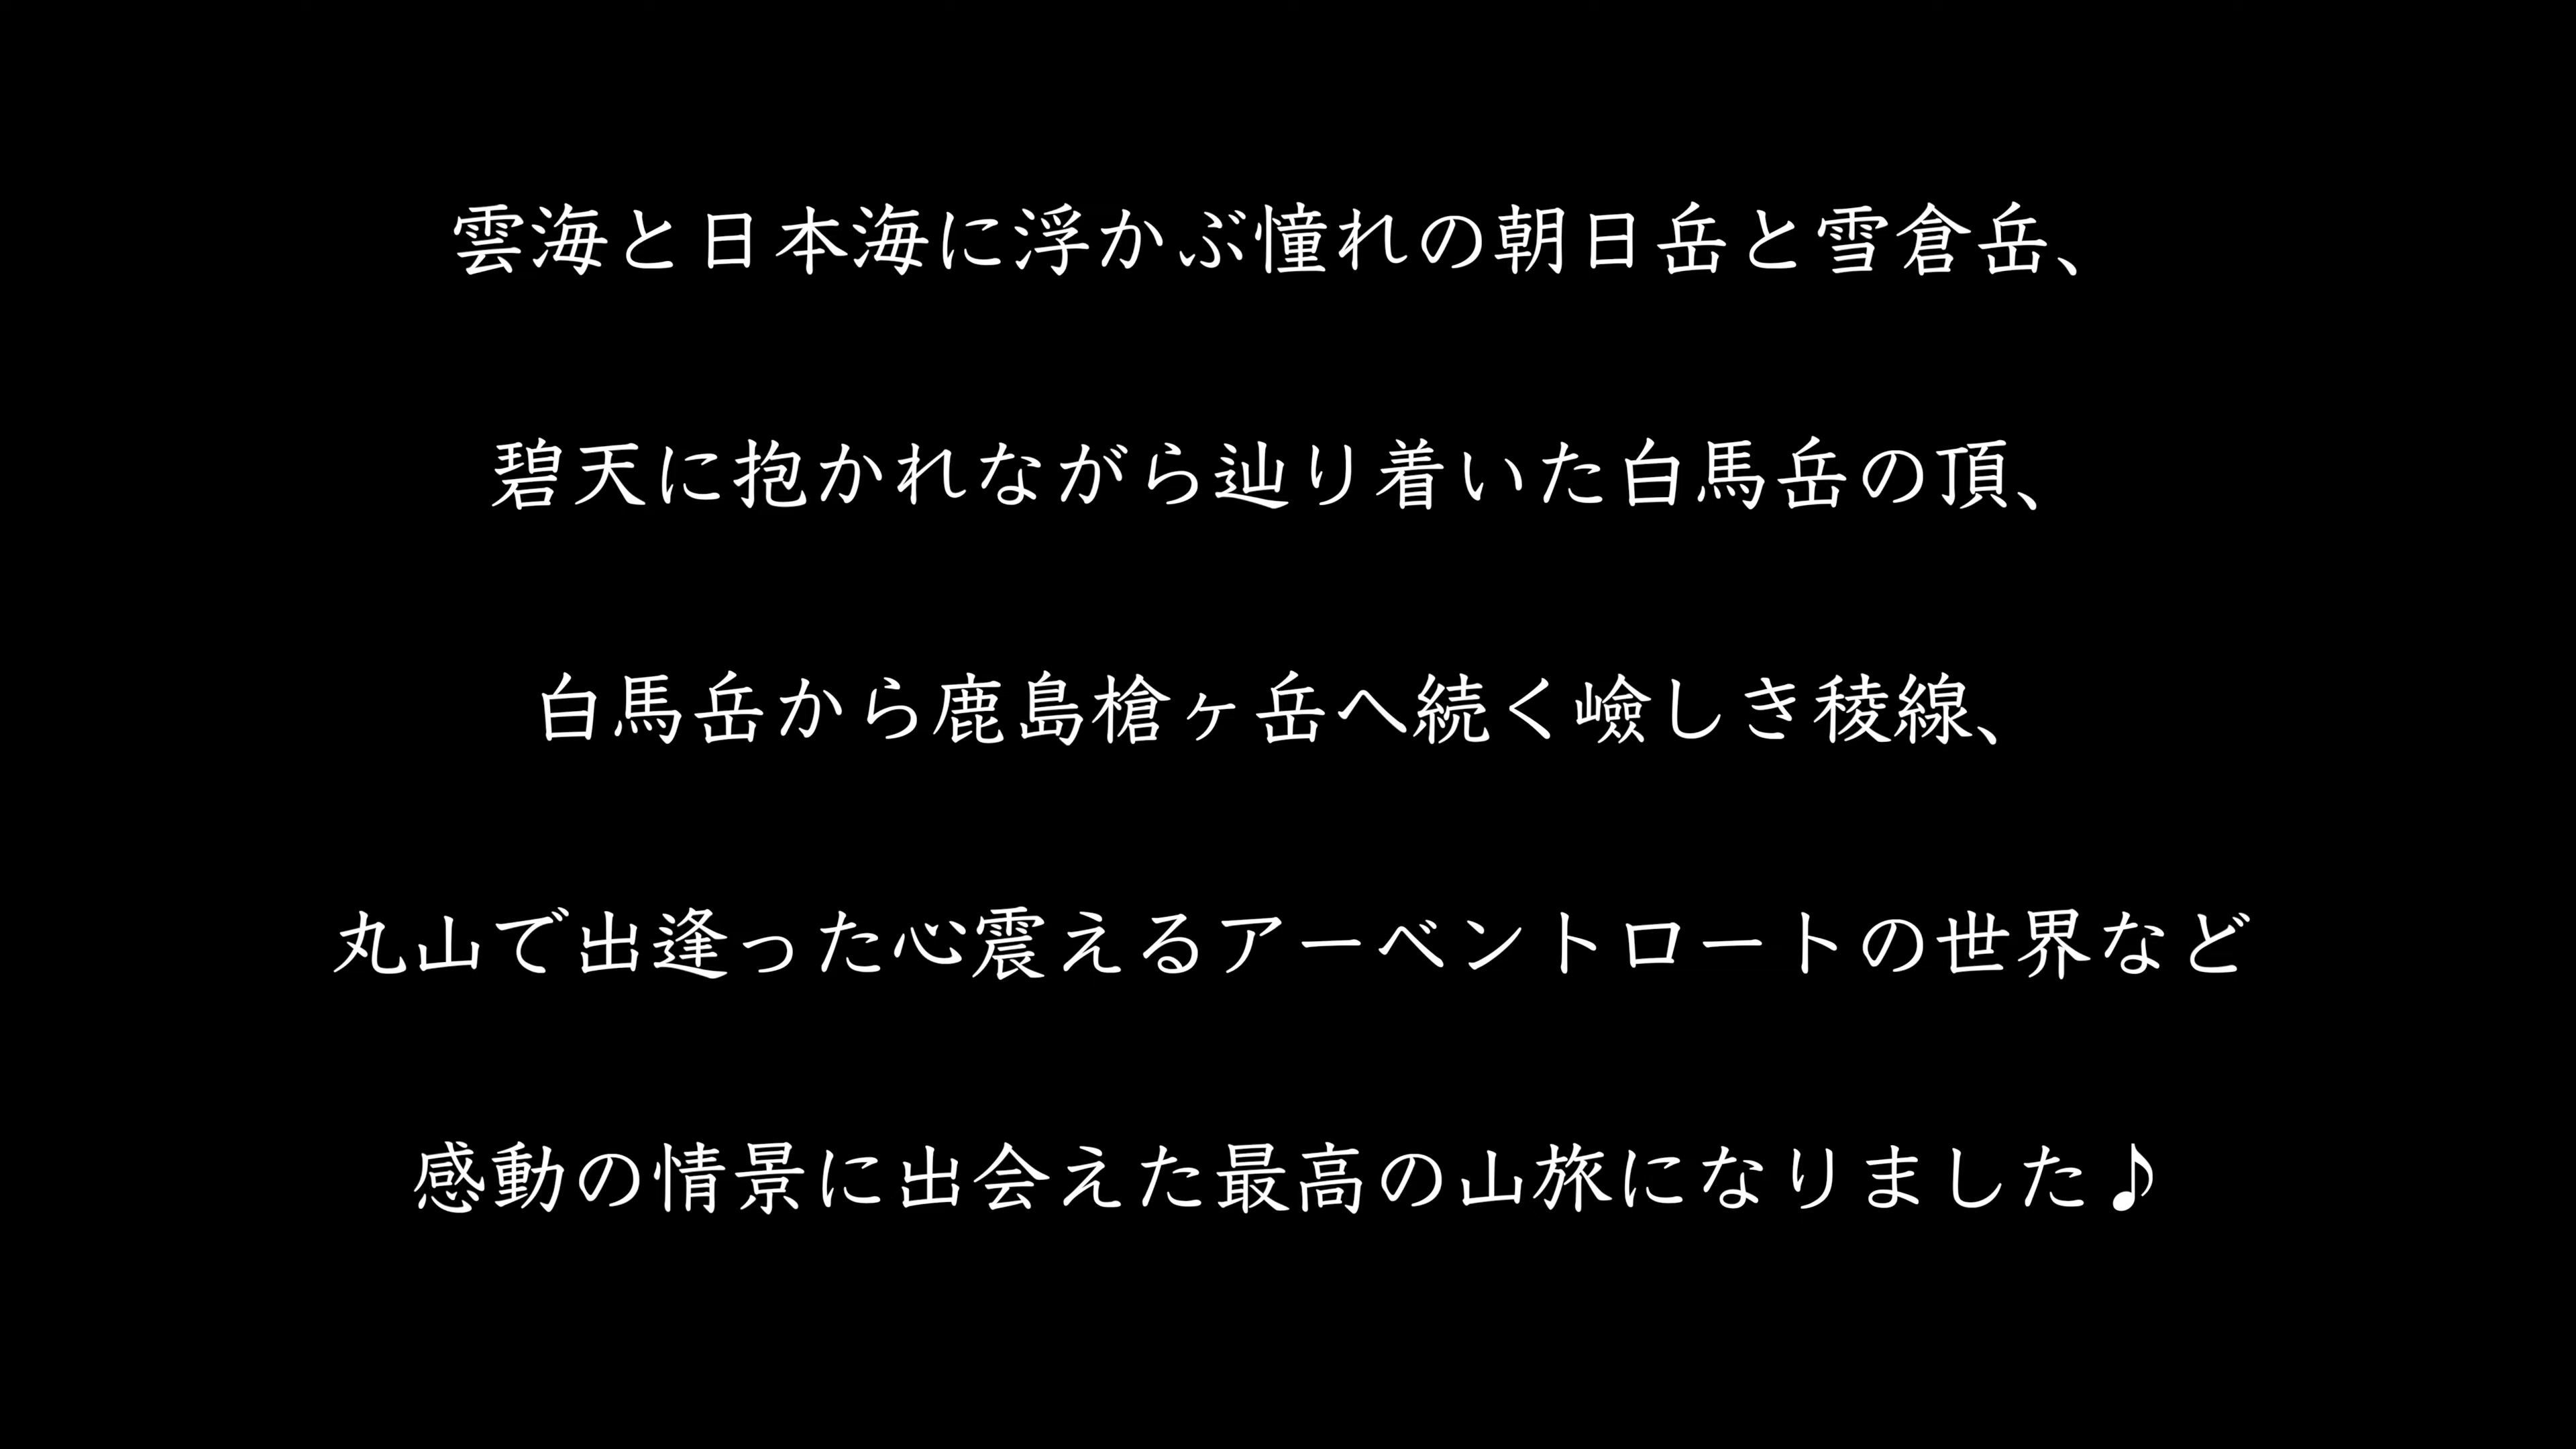 雲海と日本海に浮かぶ憧れの朝日岳と雪倉岳、
碧天に抱かれながら辿り着いた白馬岳の頂、
白馬岳から鹿島槍ヶ岳へ続く嶮しき稜線、
丸山で出逢った心震えるアーベントロートの世界など
感動の情景に出会えた最高の山旅になりました♪